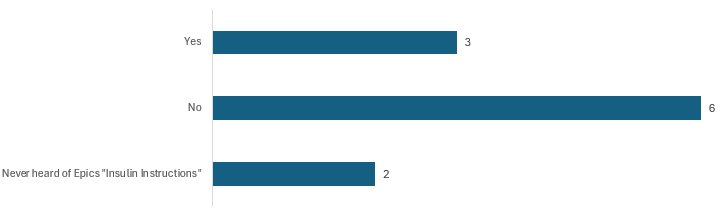 Yes 3
No 6
Never heard of Epics "Insulin Instructions" 2